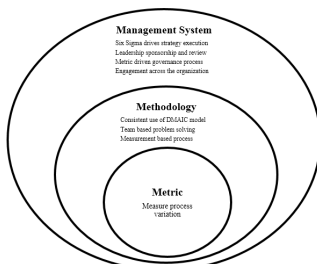 Management System
Six Sigma drives strategy execution
Leadership sponsorship and review
Metric driven governance process
Engagement across the organization
Methodology
Consistent use of DMAIC model
Team based problem solving
Measurement based process
Metric
Measure process
variation